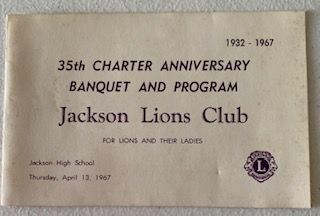 1932 - 1967
35th CHARTER ANNIVERSARY
BANQUET AND PROGRAM
Jackson Lions Club
FOR LIONS AND THEIR LADIES
Jackson High School
Thursday, April 13, 1967
L